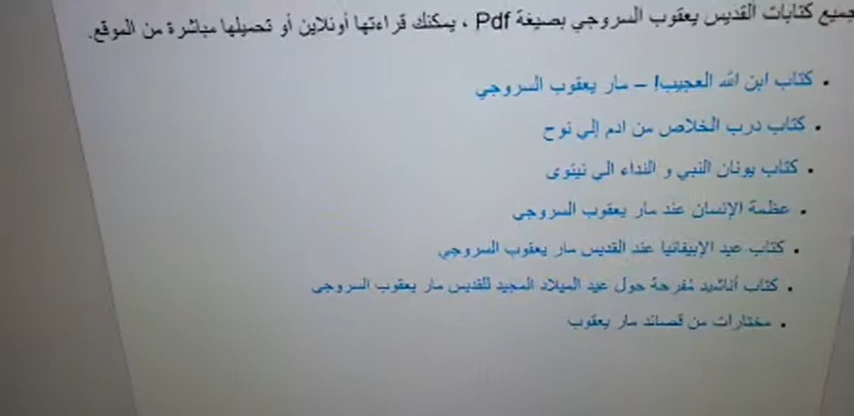 جميع كتابات القديس يعقوب السروجي بصيغة Pdf ، يمكنك قراءتها أونلاين أو تحميلها مباشرة من الموقع.
• كتاب ابن الله العجيب! – مار يعقوب السروجي
• كتاب درب الخلاص من ادم إلي نوح
• كتاب يونان النبي و النداء الي نينوى
• عظمة الإنسان عند مار يعقوب السروجي
• كتاب عيد الإبيفانيا عند القديس مار يعقوب السروجي
• كتاب أناشيد مُفرحة حول عيد الميلاد المجيد للقديس مار يعقوب السروجي
• مختارات من قصائد مار يعقوب